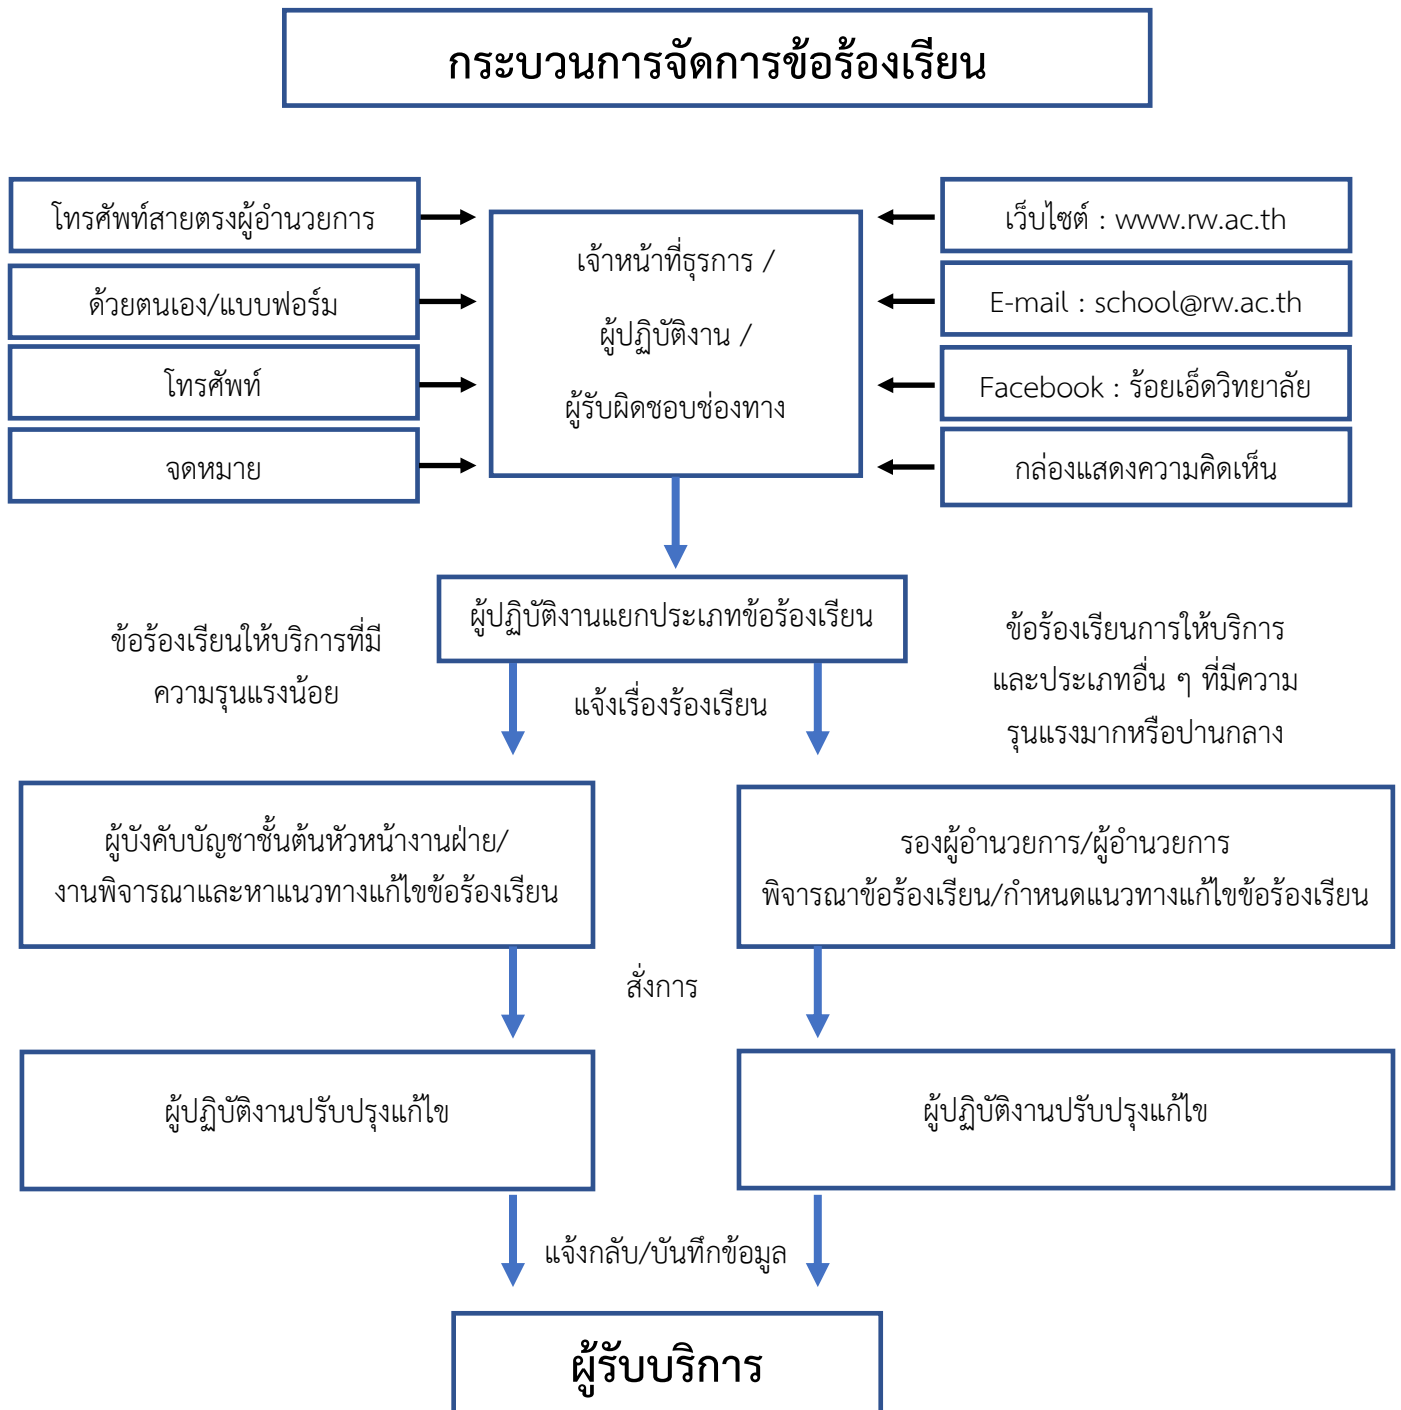 กระบวนการจัดการข้อร้องเรียน
โทรศัพท์สายตรงผู้อำนวยการ
ด้วยตนเอง/แบบฟอร์ม
โทรศัพท์
จดหมาย
เจ้าหน้าที่ธุรการ /
ผู้ปฏิบัติงาน /
ผู้รับผิดชอบช่องทาง
เว็บไซต์ : www.rw.ac.th
E-mail : school@rw.ac.th
Facebook : ร้อยเอ็ดวิทยาลัย
กล่องแสดงความคิดเห็น
ผู้ปฏิบัติงานแยกประเภทข้อร้องเรียน
ข้อร้องเรียนให้บริการที่มี
ความรุนแรงน้อย
แจ้งเรื่องร้องเรียน
ข้อร้องเรียนการให้บริการ
และประเภทอื่น ๆ ที่มีความ
รุนแรงมากหรือปานกลาง
ผู้บังคับบัญชาชั้นต้นหัวหน้างานฝ่าย/
งานพิจารณาและหาแนวทางแก้ไขข้อร้องเรียน
รองผู้อำนวยการ/ผู้อำนวยการ
พิจารณาข้อร้องเรียน/กำหนดแนวทางแก้ไขข้อร้องเรียน
สั่งการ
ผู้ปฏิบัติงานปรับปรุงแก้ไข
ผู้ปฏิบัติงานปรับปรุงแก้ไข
แจ้งกลับ/บันทึกข้อมูล
ผู้รับบริการ